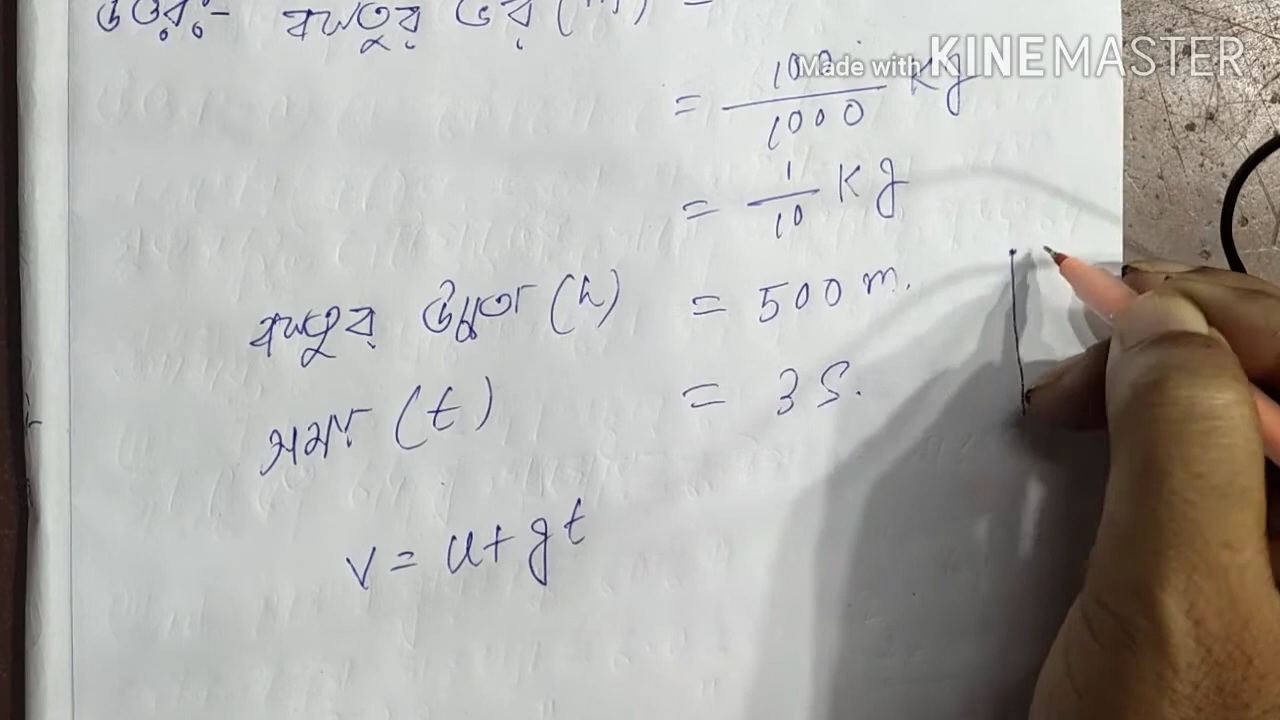 উত্তর:- বস্তুর ভর (m) =
Made with KINEMASTER
= 100/1000 Kg
= 1/10 Kg
বস্তুর উচ্চতা (h) = 500 m.
সময় (t) = 3 S.
v = u + gt